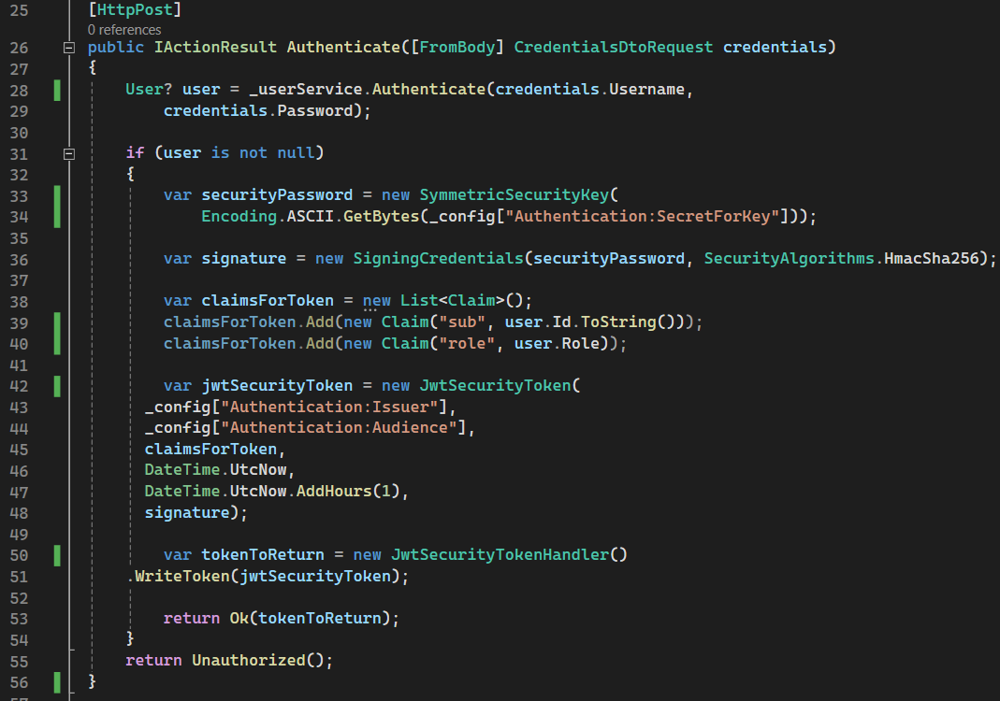 25 [HttpPost]
0 references
26 public IActionResult Authenticate([FromBody] CredentialsDtoRequest credentials)
27 {
28 User? user = _userService.Authenticate(credentials.Username,
29 credentials.Password);
30
31 if (user is not null)
32 {
33 var securityPassword = new SymmetricSecurityKey(
34 Encoding.ASCII.GetBytes(_config["Authentication:SecretForKey"]));
35
36 var signature = new SigningCredentials(securityPassword, SecurityAlgorithms.HmacSha256);
37
38 var claimsForToken = new List<Claim>();
39 claimsForToken.Add(new Claim("sub", user.Id.ToString()));
40 claimsForToken.Add(new Claim("role", user.Role));
41
42 var jwtSecurityToken = new JwtSecurityToken(
43 _config["Authentication:Issuer"],
44 _config["Authentication:Audience"],
45 claimsForToken,
46 DateTime.UtcNow,
47 DateTime.UtcNow.AddHours(1),
48 signature);
49
50 var tokenToReturn = new JwtSecurityTokenHandler()
51 .WriteToken(jwtSecurityToken);
52
53 return Ok(tokenToReturn);
54 }
55 return Unauthorized();
56 }